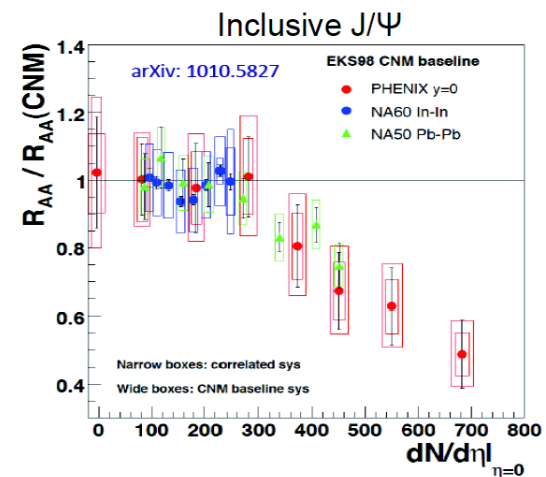 Inclusive J/Ψ
1.4
1.2
1
0.8
0.6
0.4
R_AA / R_AA(CNM)
arXiv: 1010.5827
EKS98 CNM baseline
PHENIX y=0
NA60 In-In
NA50 Pb-Pb
Narrow boxes: correlated sys
Wide boxes: CNM baseline sys
0 100 200 300 400 500 600 700 800
dN/dη|η=0